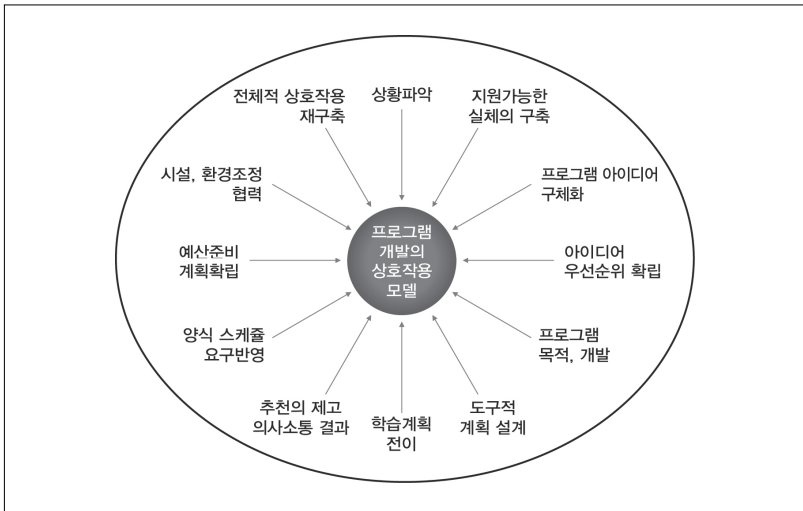 상황파악
지원가능한
실체의 구축
프로그램 아이디어
구체화
아이디어
우선순위 확립
프로그램
목적, 개발
도구적
계획 설계
학습계획
전이
추천의 제고
의사소통 결과
양식 스케쥴
요구반영
예산준비
계획확립
시설, 환경조정
협력
전체적 상호작용
재구축
프로그램
개발의
상호작용
모델